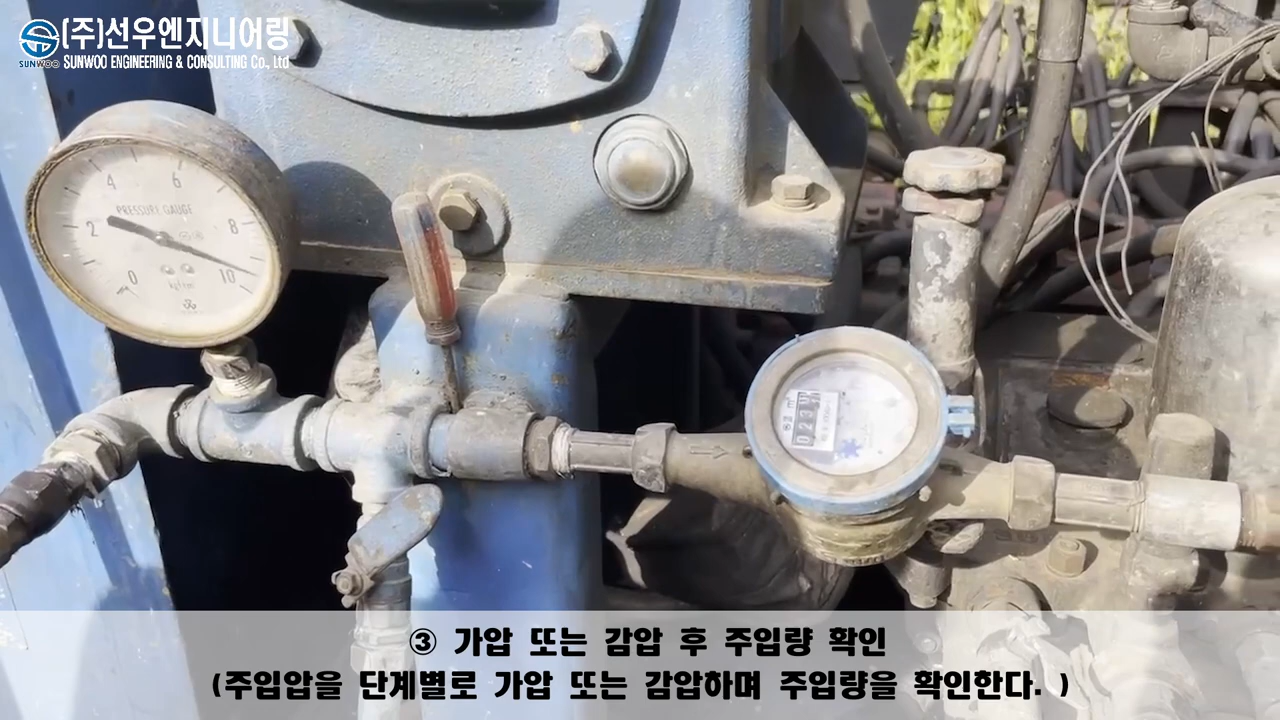 (주)선우엔지니어링
SUNWOO
SUNWOO ENGINEERING & CONSULTING Co., Ltd
4
6
PRESSURE GAUGE
2
8
0
10
m³
③ 가압 또는 감압 후 주입량 확인
(주입압을 단계별로 가압 또는 감압하며 주입량을 확인한다. )